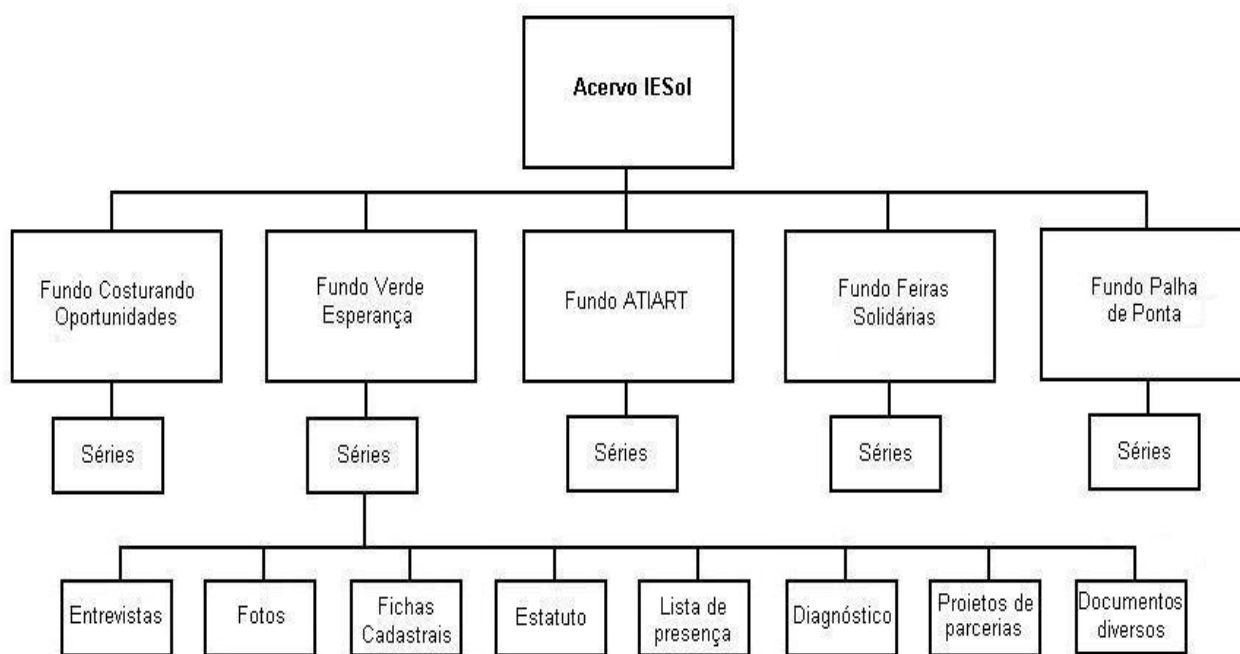 Acervo IESol
Fundo Costurando
Oportunidades
Fundo Verde
Esperança
Fundo ATIART
Fundo Feiras
Solidárias
Fundo Palha
de Ponta
Séries
Séries
Séries
Séries
Séries
Entrevistas
Fotos
Fichas
Cadastrais
Estatuto
Lista de
presença
Diagnóstico
Projetos de
parcerias
Documentos
diversos